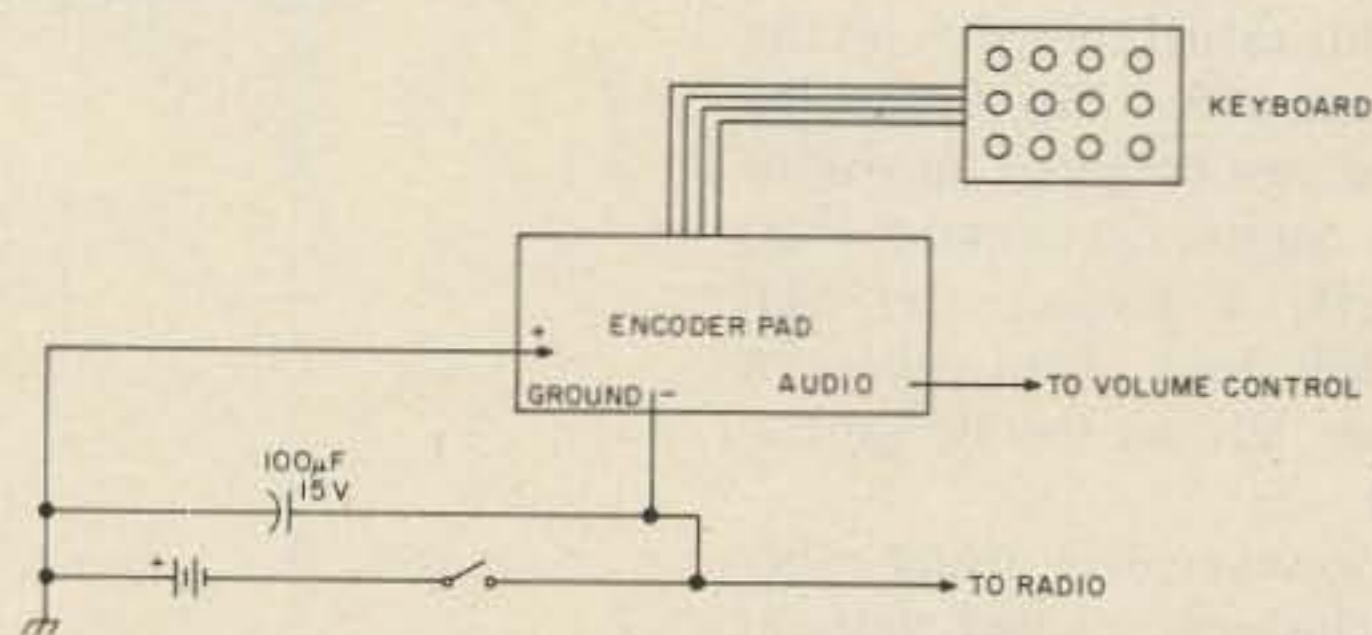 KEYBOARD
+
ENCODER PAD
GROUND -
AUDIO
TO VOLUME CONTROL
100µF
15V
+
TO RADIO